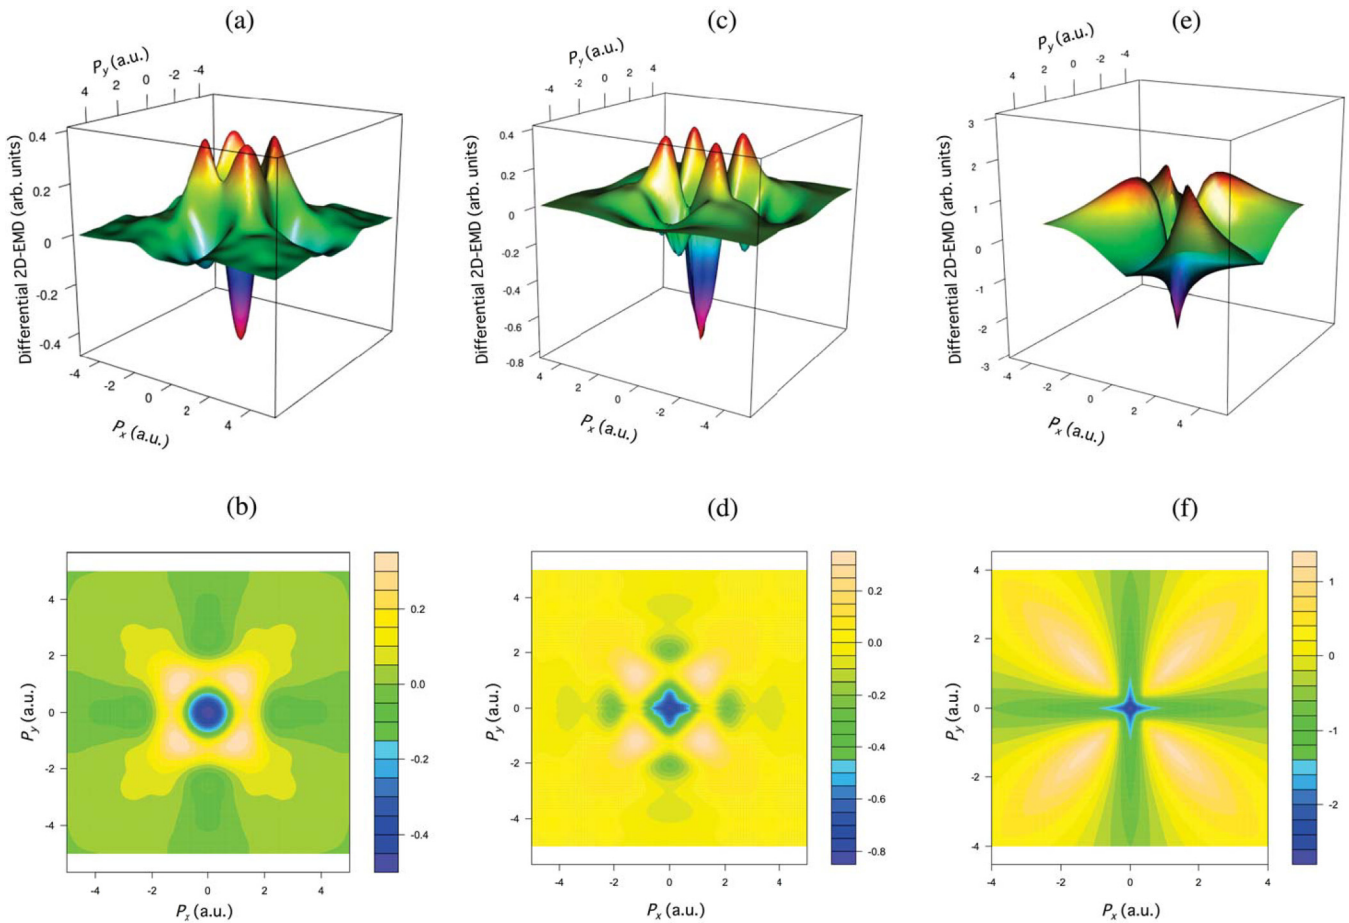 (a)
(c)
(e)
P_y (a.u.)
4 2 0 -2 -4
Differential 2D-EMD (arb. units)
0.4
0.2
0
-0.2
-0.4
-4 -2 0 2 4
P_x (a.u.)
P_y (a.u.)
-4 -2 0 2 4
Differential 2D-EMD (arb. units)
0.4
0.2
0
-0.2
-0.4
-0.6
-0.8
4 2 0 -2 -4
P_x (a.u.)
P_y (a.u.)
4 2 0 -2 -4
Differential 2D-EMD (arb. units)
3
2
1
0
-1
-2
-3
-4 -2 0 2 4
P_x (a.u.)
(b)
(d)
(f)
P_y (a.u.)
4
2
0
-2
-4
-4 -2 0 2 4
P_x (a.u.)
0.2
0.0
-0.2
-0.4
P_y (a.u.)
4
2
0
-2
-4
-4 -2 0 2 4
P_x (a.u.)
0.2
0.0
-0.2
-0.4
-0.6
-0.8
P_y (a.u.)
4
2
0
-2
-4
-4 -2 0 2 4
P_x (a.u.)
1
0
-1
-2